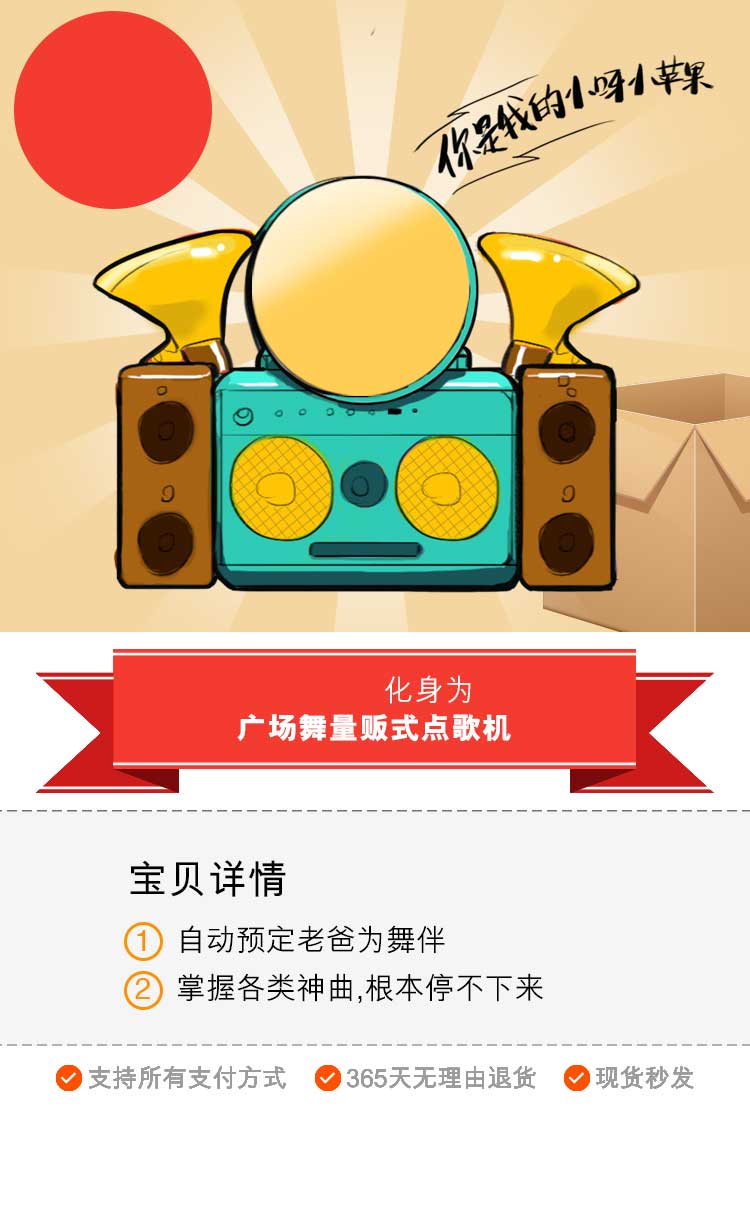 你是我的小呀小苹果
化身为
广场舞量贩式点歌机
宝贝详情
1 自动预定老爸为舞伴
2 掌握各类神曲,根本停不下来
支持所有支付方式 365天无理由退货 现货秒发